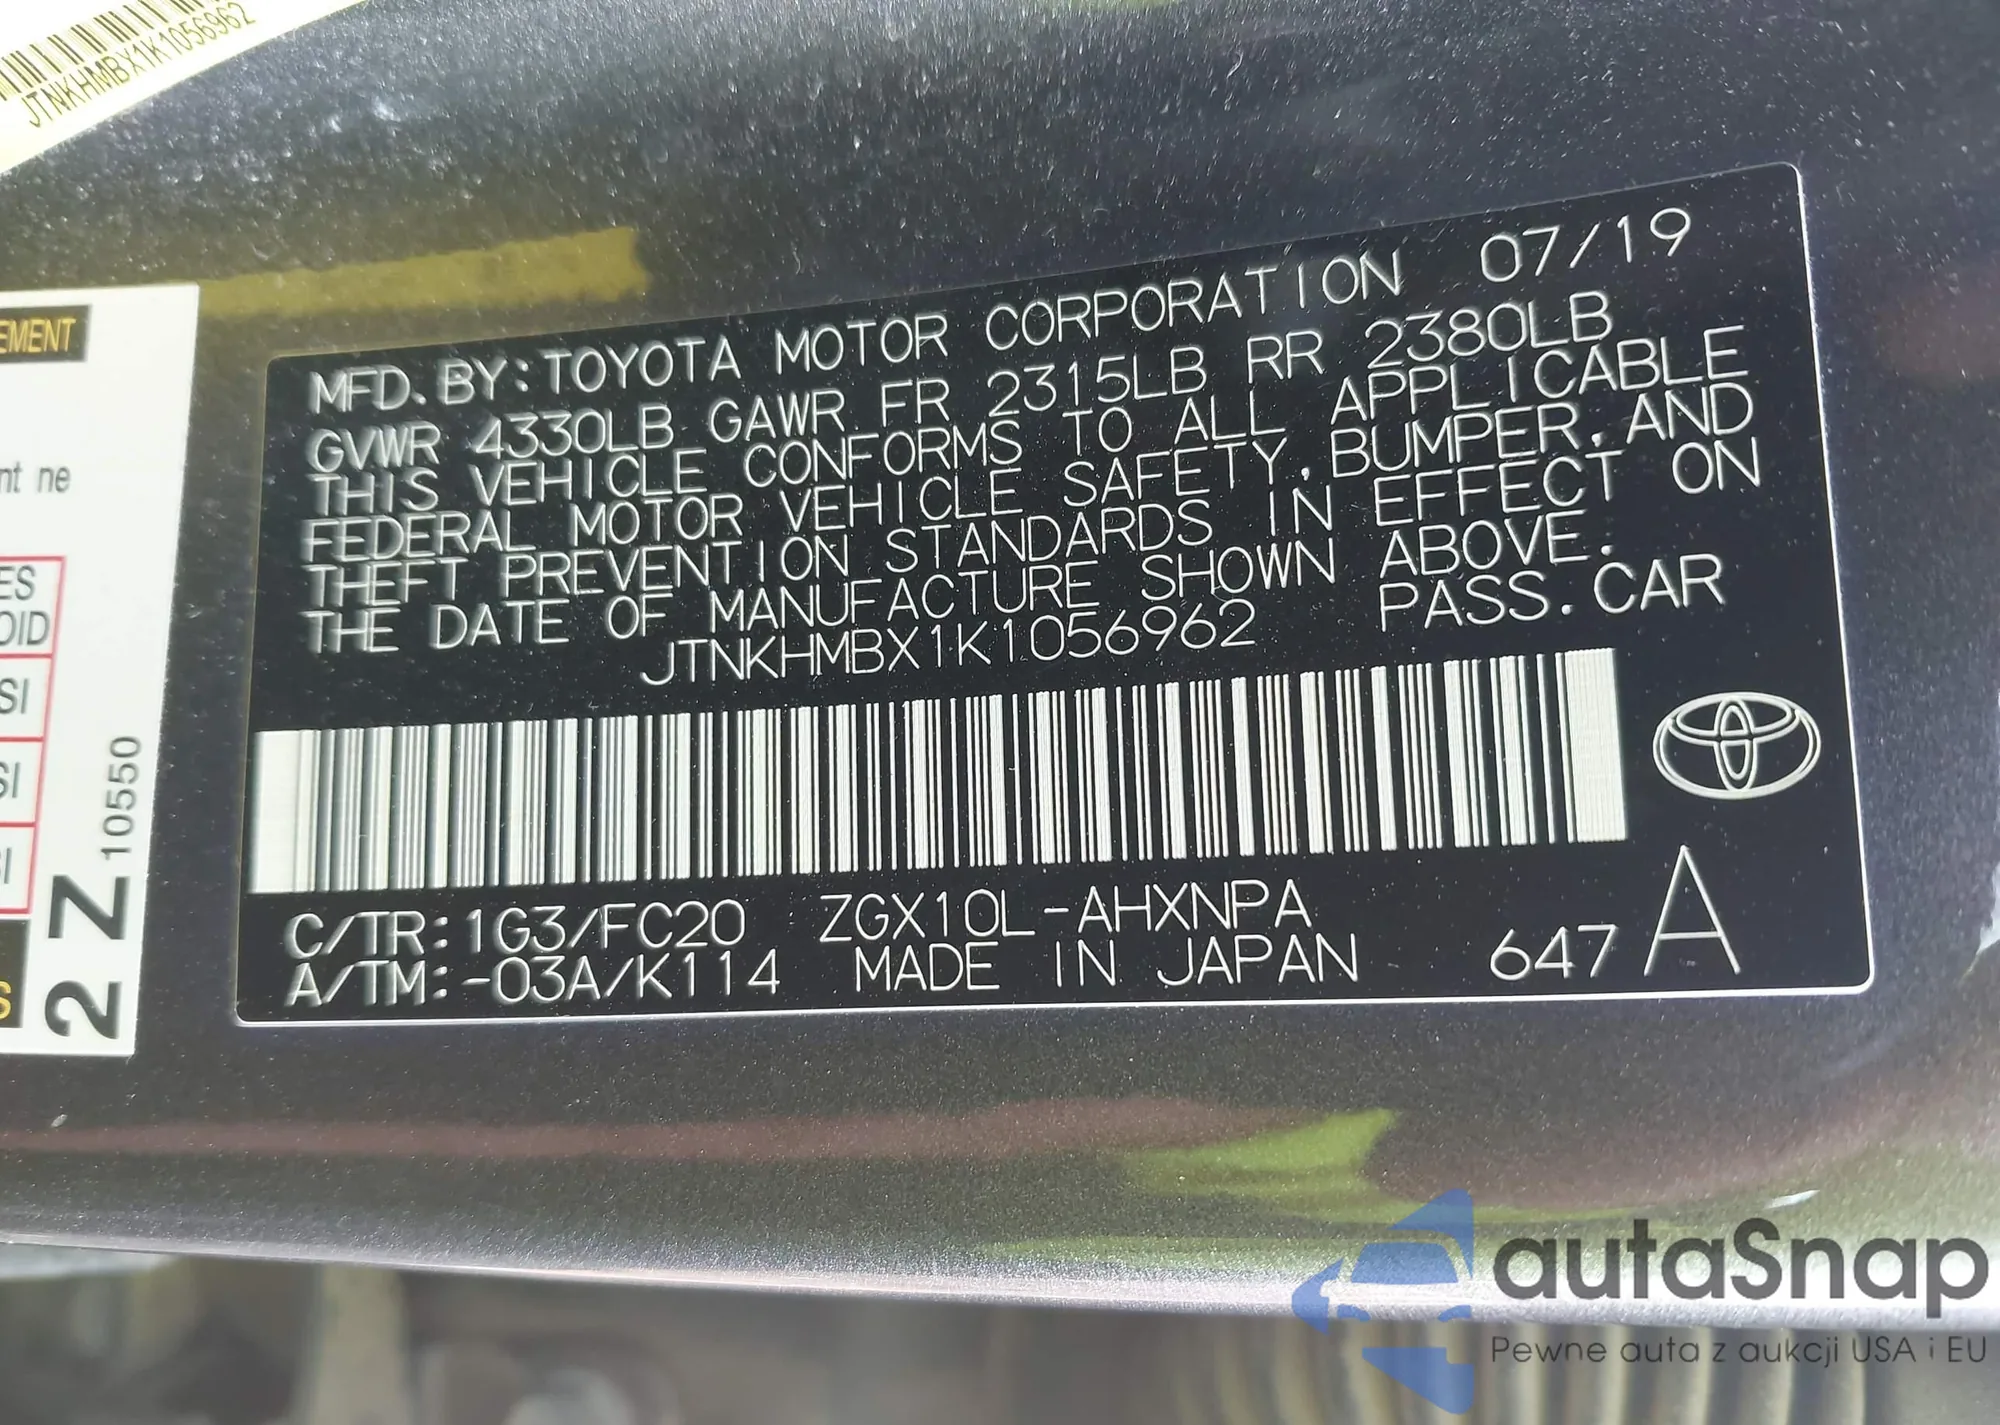 JTNKHMBX1K1056962
EMENT
nt ne
ES
OID
SI
SI
SI
S
2Z 10550
MFD. BY: TOYOTA MOTOR CORPORATION 07/19
GVWR 4330LB GAWR FR 2315LB RR 2380LB
THIS VEHICLE CONFORMS TO ALL APPLICABLE
FEDERAL MOTOR VEHICLE SAFETY, BUMPER, AND
THEFT PREVENTION STANDARDS IN EFFECT ON
THE DATE OF MANUFACTURE SHOWN ABOVE.
JTNKHMBX1K1056962 PASS. CAR
C/TR: 1G3/FC20 ZGX10L-AHXNPA
A/TM: -03A/K114 MADE IN JAPAN 647 A
autaSnap
Pewne auta z aukcji USA i EU